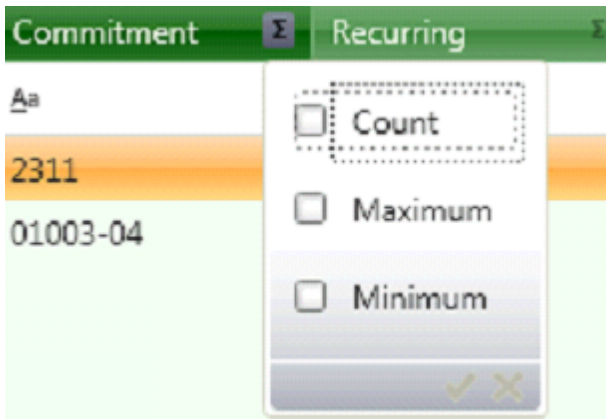 Commitment Σ Recurring Σ
Aa
Count
2311
Maximum
01003-04
Minimum